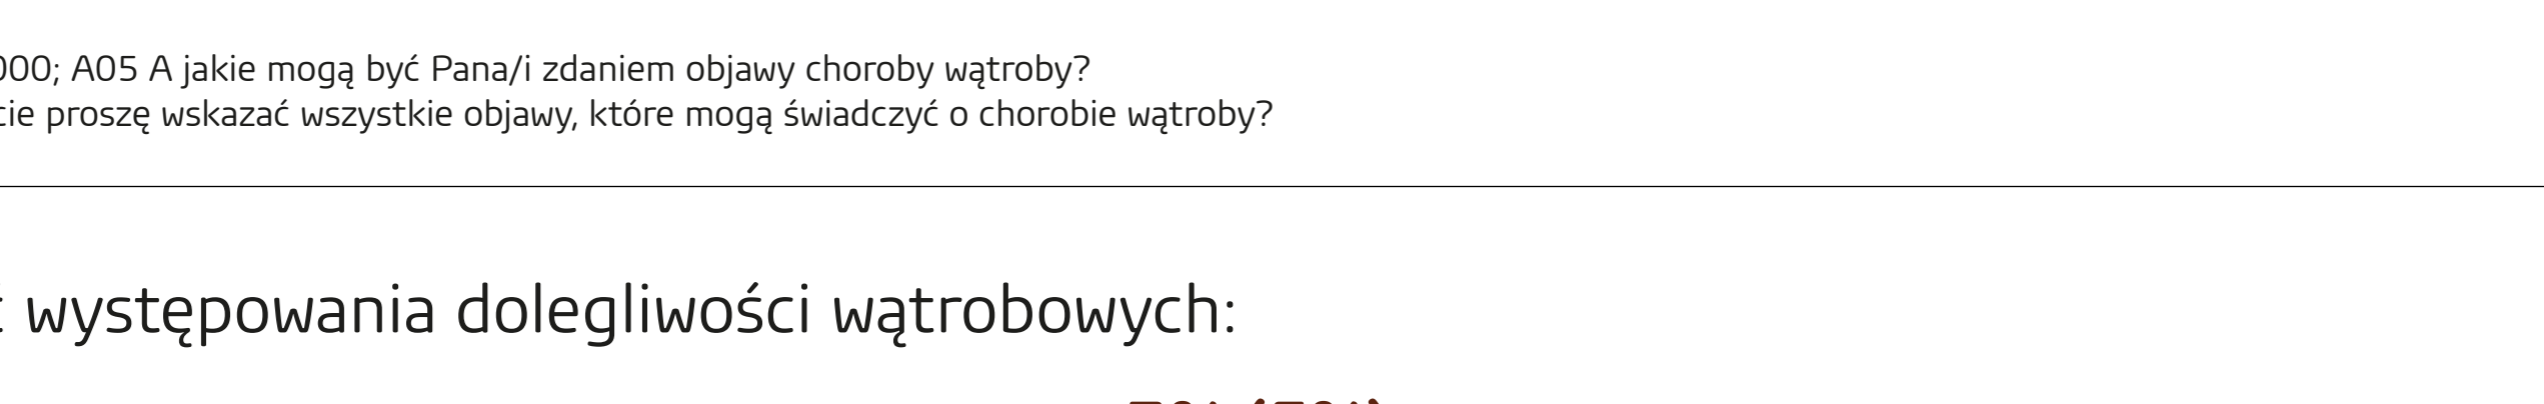 000; A05 A jakie mogą być Pana/i zdaniem objawy choroby wątroby?
proszę wskazać wszystkie objawy, które mogą świadczyć o chorobie wątroby?
występowania dolegliwości wątrobowych: